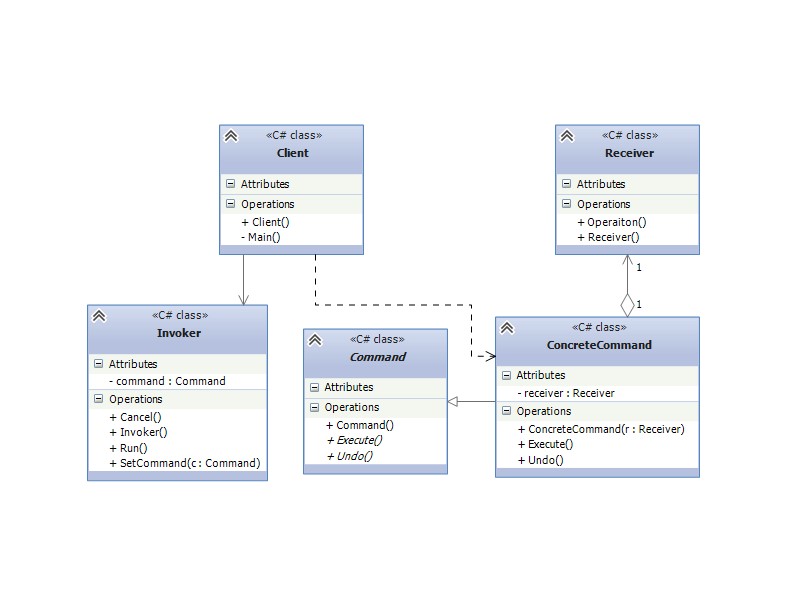 «C# class»
Client
Attributes
Operations
+ Client()
- Main()
«C# class»
Receiver
Attributes
Operations
+ Operaiton()
+ Receiver()
1
1
«C# class»
Invoker
Attributes
- command : Command
Operations
+ Cancel()
+ Invoker()
+ Run()
+ SetCommand(c : Command)
«C# class»
Command
Attributes
Operations
+ Command()
+ Execute()
+ Undo()
«C# class»
ConcreteCommand
Attributes
- receiver : Receiver
Operations
+ ConcreteCommand(r : Receiver)
+ Execute()
+ Undo()